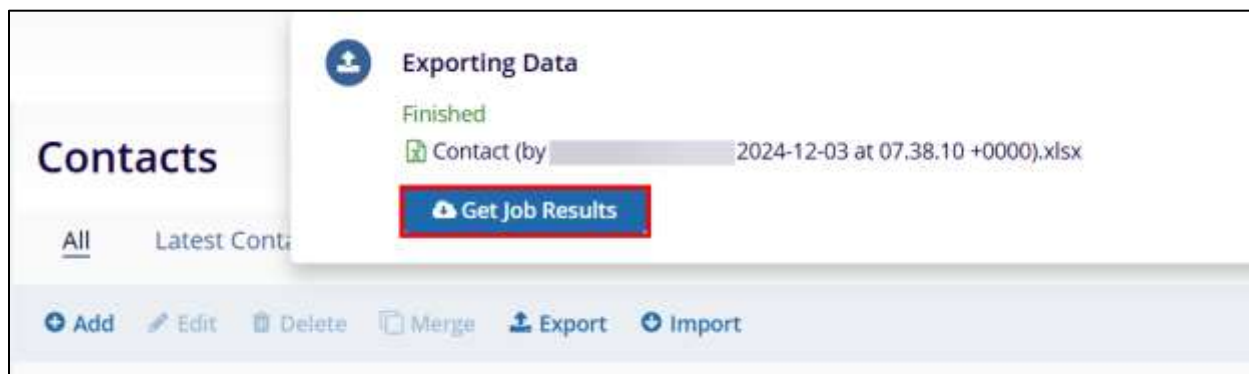 Exporting Data
Finished
Contact (by 2024-12-03 at 07.38.10 +0000).xlsx
Get Job Results
Contacts
All Latest Conta
Add Edit Delete Merge Export Import